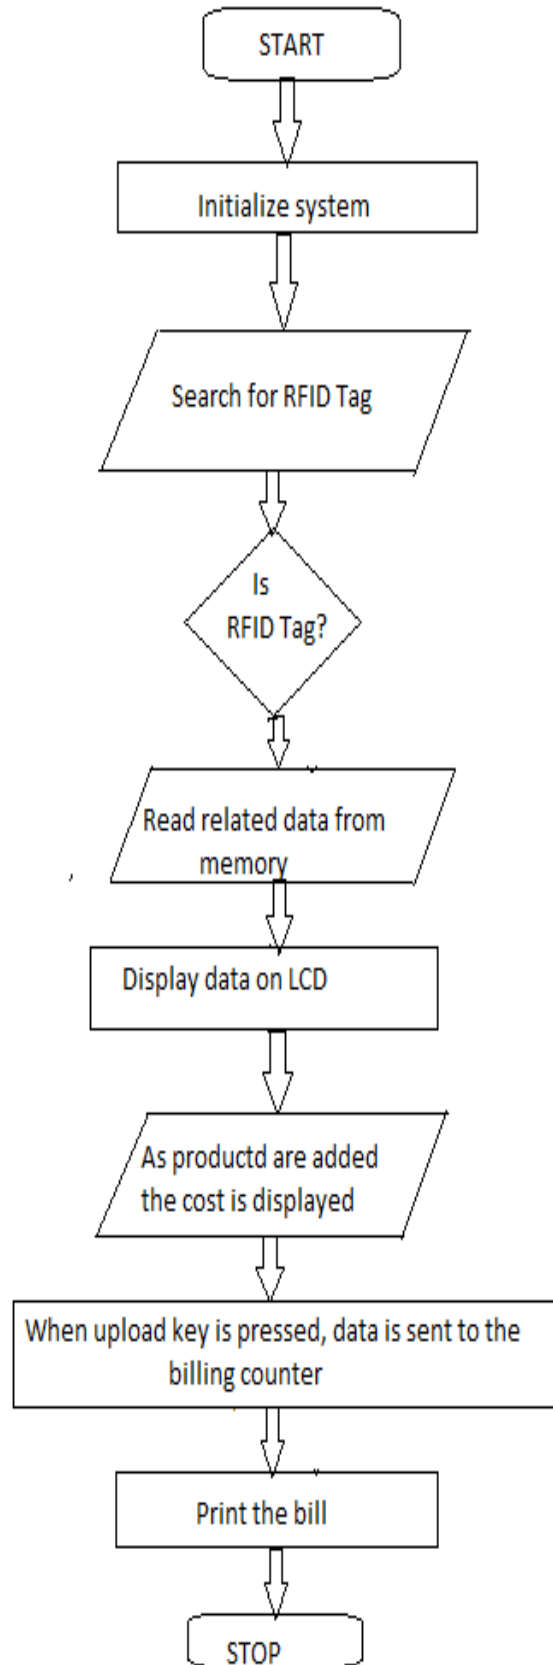 START
Initialize system
Search for RFID Tag
Is
RFID Tag?
Read related data from
memory
Display data on LCD
As productd are added
the cost is displayed
When upload key is pressed, data is sent to the
billing counter
Print the bill
STOP